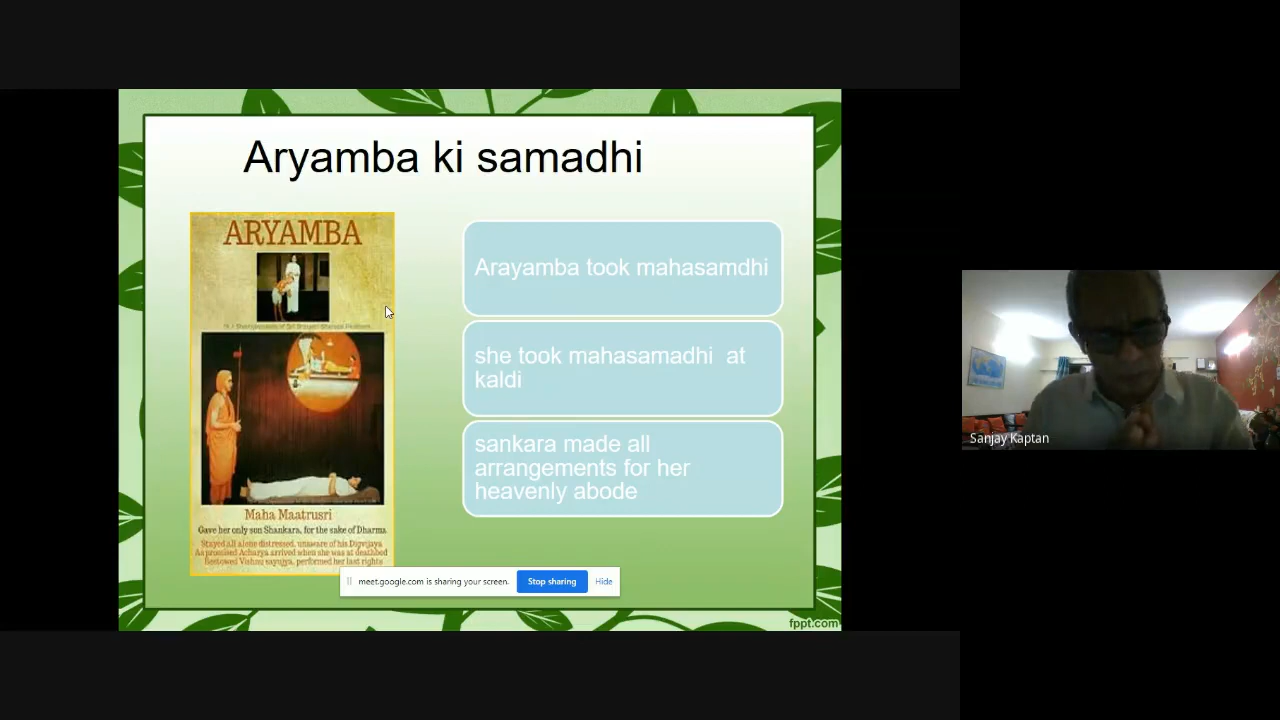 Aryamba ki samadhi
ARYAMBA
Maha Maatrusri
Gave her only son Shankara, for the sake of Dharma
Stayed all alone distressed, unaware of his Digvijaya
As promised Acharya arrived when she was at deathbed
Bestowed Vishnu sayujya, performed her last rights
Arayamba took mahasamdhi
she took mahasamadhi at
kaldi
sankara made all
arrangements for her
heavenly abode
meet.google.com is sharing your screen.
Stop sharing
Hide
fppt.com
Sanjay Kaptan